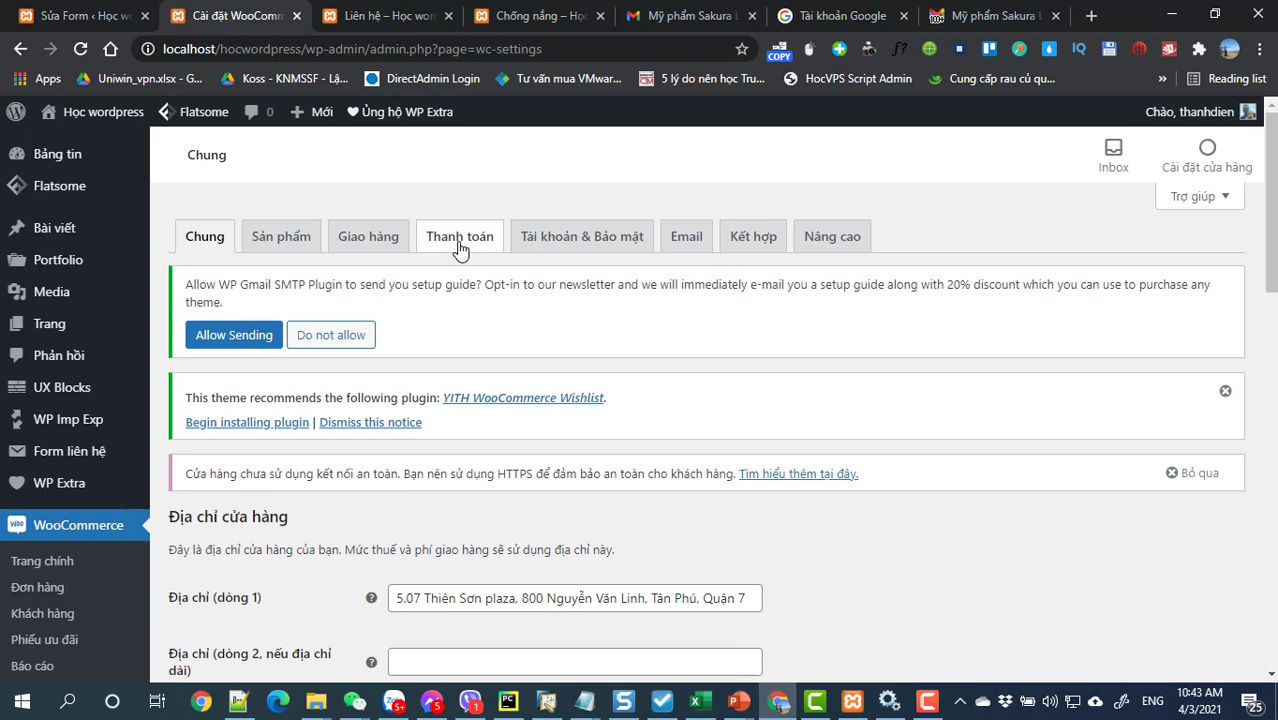 Sửa Form ‹ Học wor
Cài đặt WooComm
Liên hệ – Học won
Chống nắng – Họ
Mỹ phẩm Sakura L
Tài khoản Google
Mỹ phẩm Sakura L
localhost/hocwordpress/wp-admin/admin.php?page=wc-settings
COPY
Apps
Uniwin_vpn.xlsx - G...
Koss - KNMSSF - Lậ...
DirectAdmin Login
Tư vấn mua VMwar...
5 lý do nên học Tru...
HocVPS Script Admin
Cung cấp rau củ qu...
Reading list
Học wordpress
Flatsome
0
Mới
Ủng hộ WP Extra
Chào, thanhdien
Bảng tin
Flatsome
Bài viết
Portfolio
Media
Trang
Phản hồi
UX Blocks
WP Imp Exp
Form liên hệ
WP Extra
WooCommerce
Trang chính
Đơn hàng
Khách hàng
Phiếu ưu đãi
Báo cáo
Chung
Inbox
Cài đặt cửa hàng
Trợ giúp
Chung
Sản phẩm
Giao hàng
Thanh toán
Tài khoản & Bảo mật
Email
Kết hợp
Nâng cao
Allow WP Gmail SMTP Plugin to send you setup guide? Opt-in to our newsletter and we will immediately e-mail you a setup guide along with 20% discount which you can use to purchase any
theme.
Allow Sending
Do not allow
This theme recommends the following plugin: YITH WooCommerce Wishlist.
Begin installing plugin | Dismiss this notice
Cửa hàng chưa sử dụng kết nối an toàn. Bạn nên sử dụng HTTPS để đảm bảo an toàn cho khách hàng. Tìm hiểu thêm tại đây.
Bỏ qua
Địa chỉ cửa hàng
Đây là địa chỉ cửa hàng của bạn. Mức thuế và phí giao hàng sẽ sử dụng địa chỉ này.
Địa chỉ (dòng 1)
5.07 Thiên Sơn plaza, 800 Nguyễn Văn Linh, Tân Phú, Quận 7
Địa chỉ (dòng 2, nếu địa chỉ
dài)
ENG
10:43 AM
4/3/2021
25